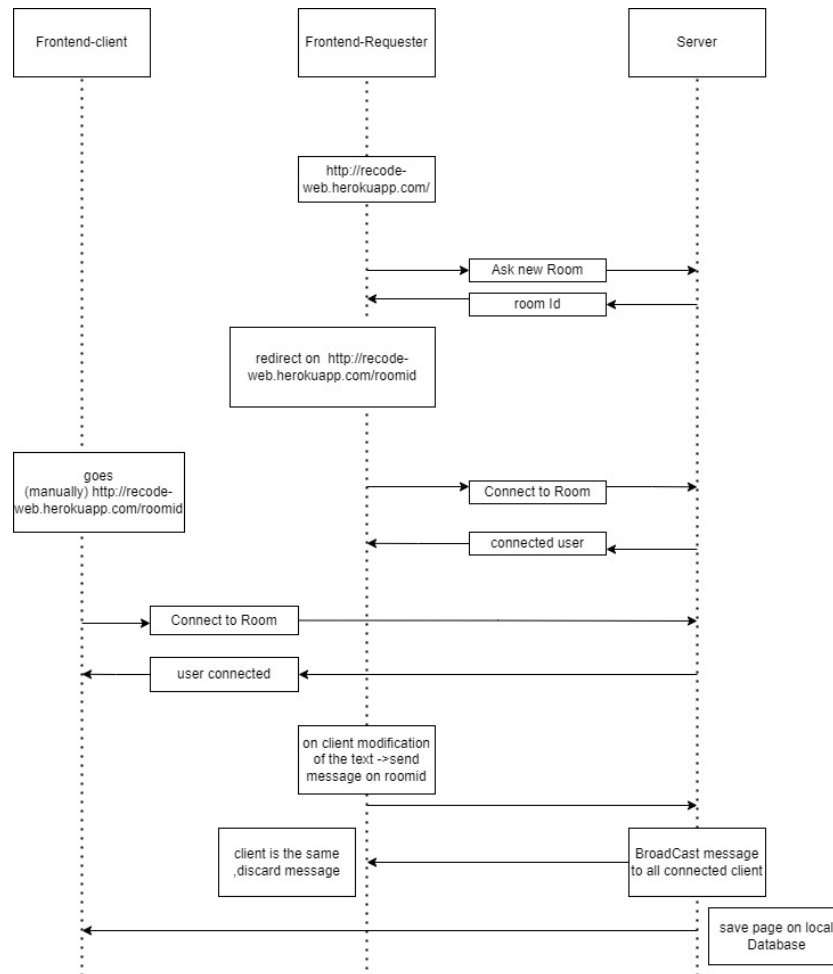 Frontend-client
Frontend-Requester
Server
http://recode-
web.herokuapp.com/
Ask new Room
room Id
redirect on  http://recode-
web.herokuapp.com/roomid
goes
(manually) http://recode-
web.herokuapp.com/roomid
Connect to Room
connected user
Connect to Room
user connected
on client modification
of the text ->send
message on roomid
client is the same
,discard message
BroadCast message
to all connected client
save page on local
Database